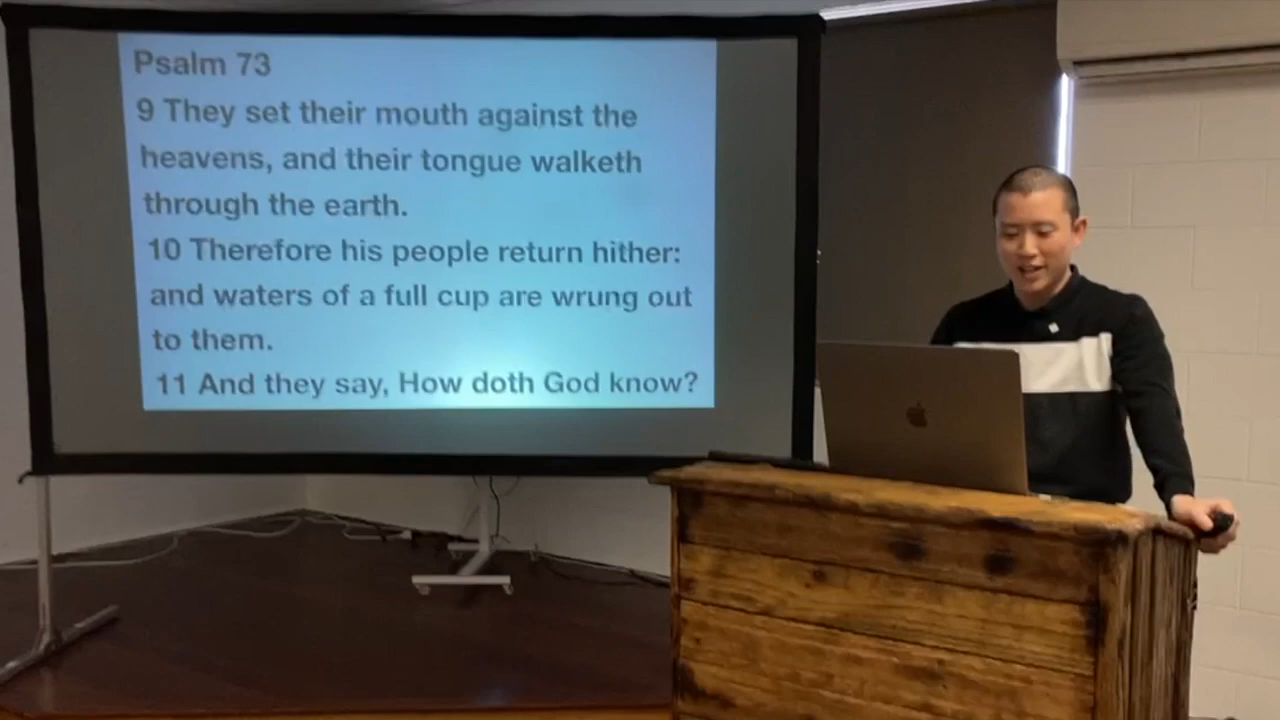 Psalm 73
9 They set their mouth against the
heavens, and their tongue walketh
through the earth.
10 Therefore his people return hither:
and waters of a full cup are wrung out
to them.
11 And they say, How doth God know?